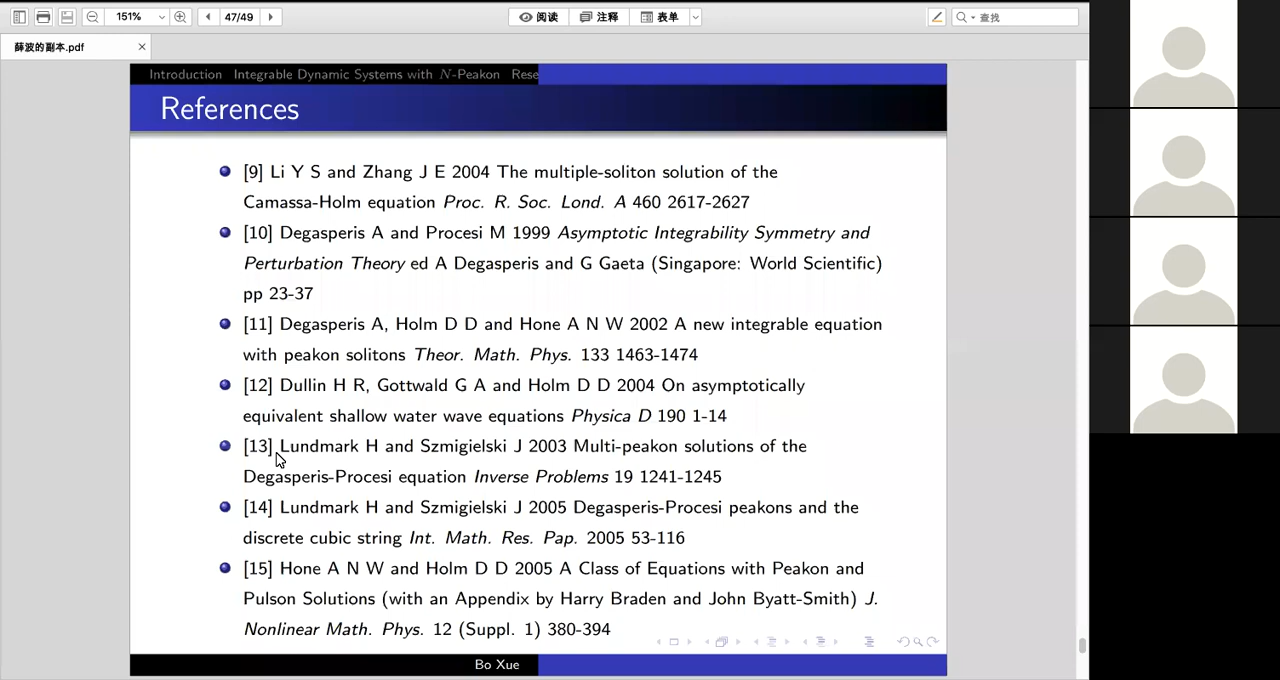 151%
47/49
阅读
注释
表单
查找
薛波的副本.pdf
Introduction Integrable Dynamic Systems with N-Peakon Rese
References
[9] Li Y S and Zhang J E 2004 The multiple-soliton solution of the
Camassa-Holm equation Proc. R. Soc. Lond. A 460 2617-2627
[10] Degasperis A and Procesi M 1999 Asymptotic Integrability Symmetry and
Perturbation Theory ed A Degasperis and G Gaeta (Singapore: World Scientific)
pp 23-37
[11] Degasperis A, Holm D D and Hone A N W 2002 A new integrable equation
with peakon solitons Theor. Math. Phys. 133 1463-1474
[12] Dullin H R, Gottwald G A and Holm D D 2004 On asymptotically
equivalent shallow water wave equations Physica D 190 1-14
[13] Lundmark H and Szmigielski J 2003 Multi-peakon solutions of the
Degasperis-Procesi equation Inverse Problems 19 1241-1245
[14] Lundmark H and Szmigielski J 2005 Degasperis-Procesi peakons and the
discrete cubic string Int. Math. Res. Pap. 2005 53-116
[15] Hone A N W and Holm D D 2005 A Class of Equations with Peakon and
Pulson Solutions (with an Appendix by Harry Braden and John Byatt-Smith) J.
Nonlinear Math. Phys. 12 (Suppl. 1) 380-394
Bo Xue